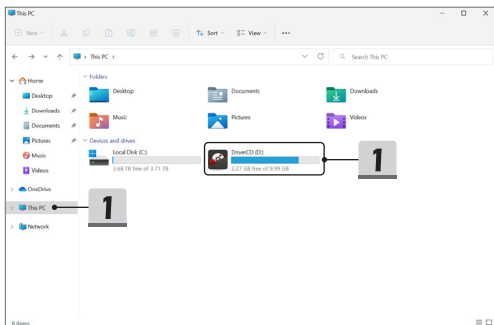 This PC
New
Sort
View
This PC
Search This PC
Home
Desktop
Downloads
Documents
Pictures
Music
Videos
OneDrive
This PC
Network
Folders
Desktop
Documents
Downloads
Music
Pictures
Videos
Devices and drives
Local Disk (C:)
3.68 TB free of 3.71 TB
DriverCD (D:)
2.27 GB free of 9.99 GB
1
1
8 items